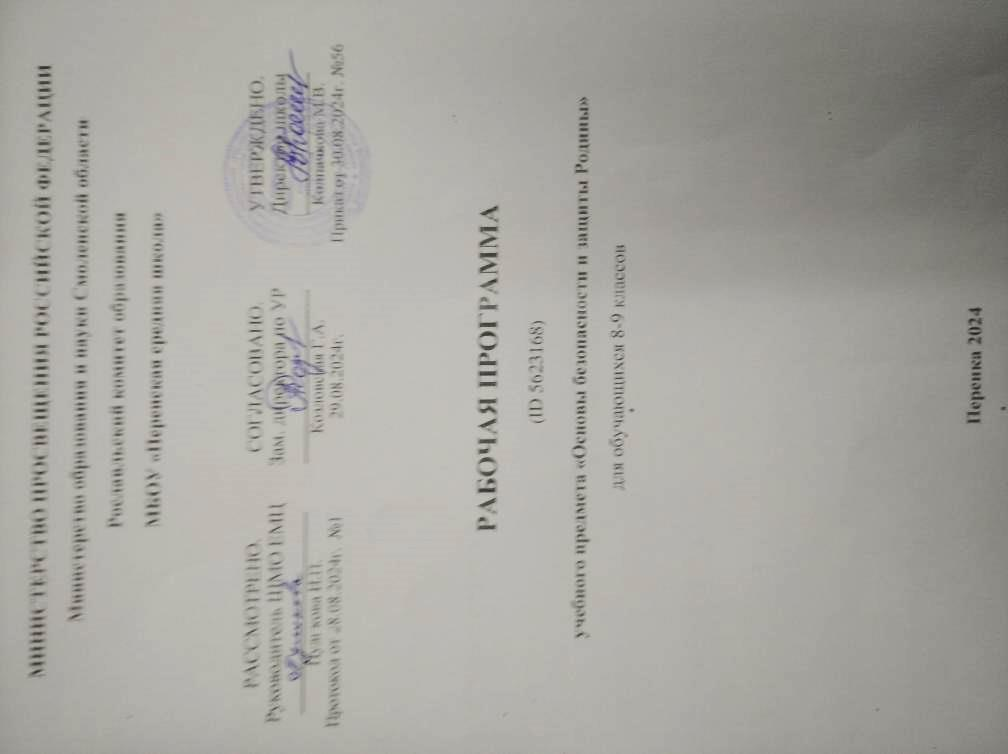 МИНИСТЕРСТВО ПРОСВЕЩЕНИЯ РОССИЙСКОЙ ФЕДЕРАЦИИ
Министерство образования и науки Смоленской области
Рославльский комитет образования
МБОУ «Перенская средняя школа»
РАССМОТРЕНО.
Руководитель ЦМО ЕМЦ
Н.П.
Протокол от 28.08.2024г. №1
СОГЛАСОВАНО.
Зам. директора по УР
Козловская Г.А.
29.08.2024г.
УТВЕРЖДЕНО.
Директор школы
М.В.
Приказ от 30.08.2024г. №56
РАБОЧАЯ ПРОГРАММА
(ID 5623168)
учебного предмета «Основы безопасности и защиты Родины»
для обучающихся 8-9 классов
Перенка 2024